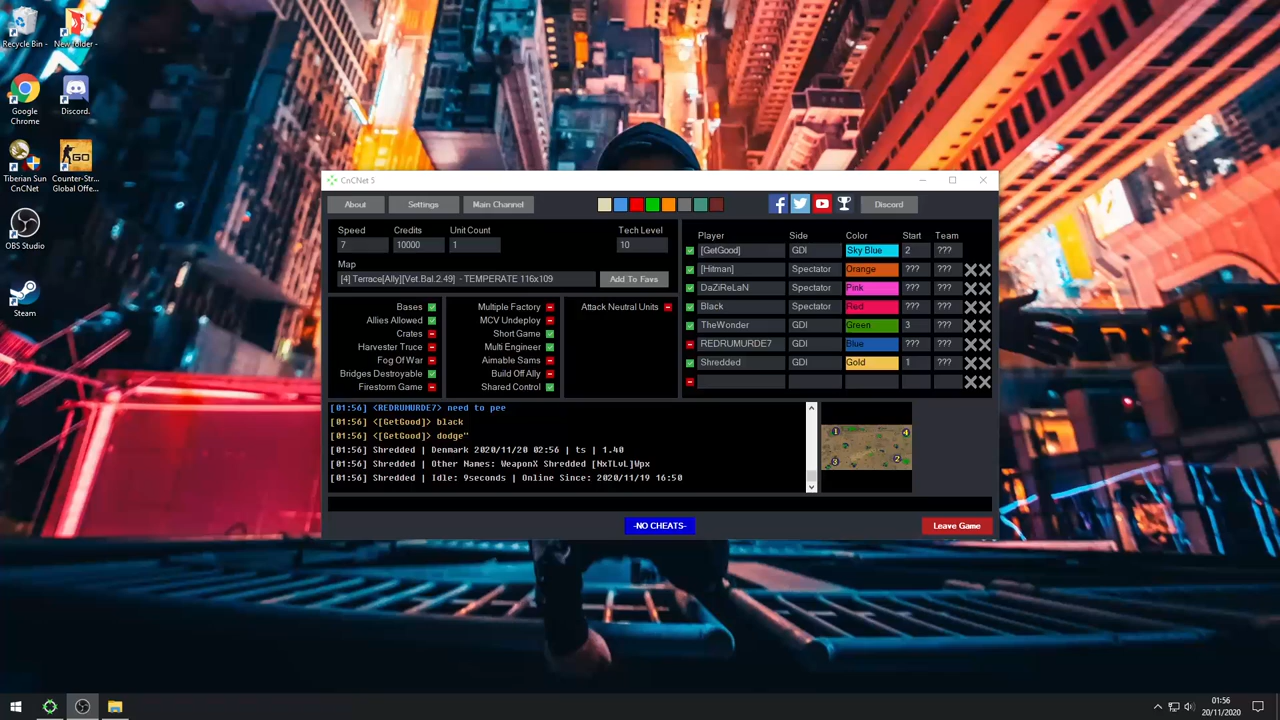 Recycle Bin -
New folder -
Google
Chrome
Discord.
Tiberian Sun
CnCNet
GO
Counter-Str...
Global Offe...
OBS Studio
Steam
CnCNet 5
About
Settings
Main Channel
Discord
Speed
Credits
Unit Count
Tech Level
7
10000
1
10
Map
[4] Terrace[Ally][Vet.Bal.2.49] - TEMPERATE 116x109
Add To Favs
Bases
Allies Allowed
Crates
Harvester Truce
Fog Of War
Bridges Destroyable
Firestorm Game
Multiple Factory
MCV Undeploy
Short Game
Multi Engineer
Aimable Sams
Build Off Ally
Shared Control
Attack Neutral Units
Player Side Color Start Team
[GetGood] GDI Sky Blue 2 ???
[Hitman] Spectator Orange ??? ???
DaZiReLaN Spectator Pink ??? ???
Black Spectator Red ??? ???
TheWonder GDI Green 3 ???
REDRUMURDE7 GDI Blue ??? ???
Shredded GDI Gold 1 ???
[01:56] <REDRUMURDE7> need to pee
[01:56] <[GetGood]> black
[01:56] <[GetGood]> dodge"
[01:56] Shredded | Denmark 2020/11/20 02:56 | ts | 1.40
[01:56] Shredded | Other Names: WeaponX Shredded [NxTLvL]Wpx
[01:56] Shredded | Idle: 9seconds | Online Since: 2020/11/19 16:50
1
4
3
2
-NO CHEATS-
Leave Game
01:56
20/11/2020